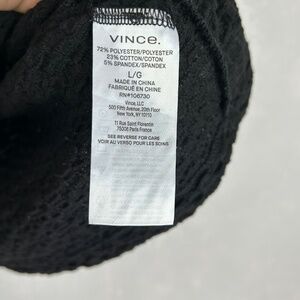 VINCE.
72% POLYESTER/POLYESTER
23% COTTON/COTON
5% SPANDEX/SPANDEX
L/G
MADE IN CHINA
FABRIQUÉ EN CHINE
RN#106730
Vince, LLC
500 Fifth Avenue, 20th Floor
New York, NY 10110
11 Rue Saint Florentin
75008 Paris France
SEE REVERSE FOR CARE
VOIR AU VERSO POUR LES SOINS